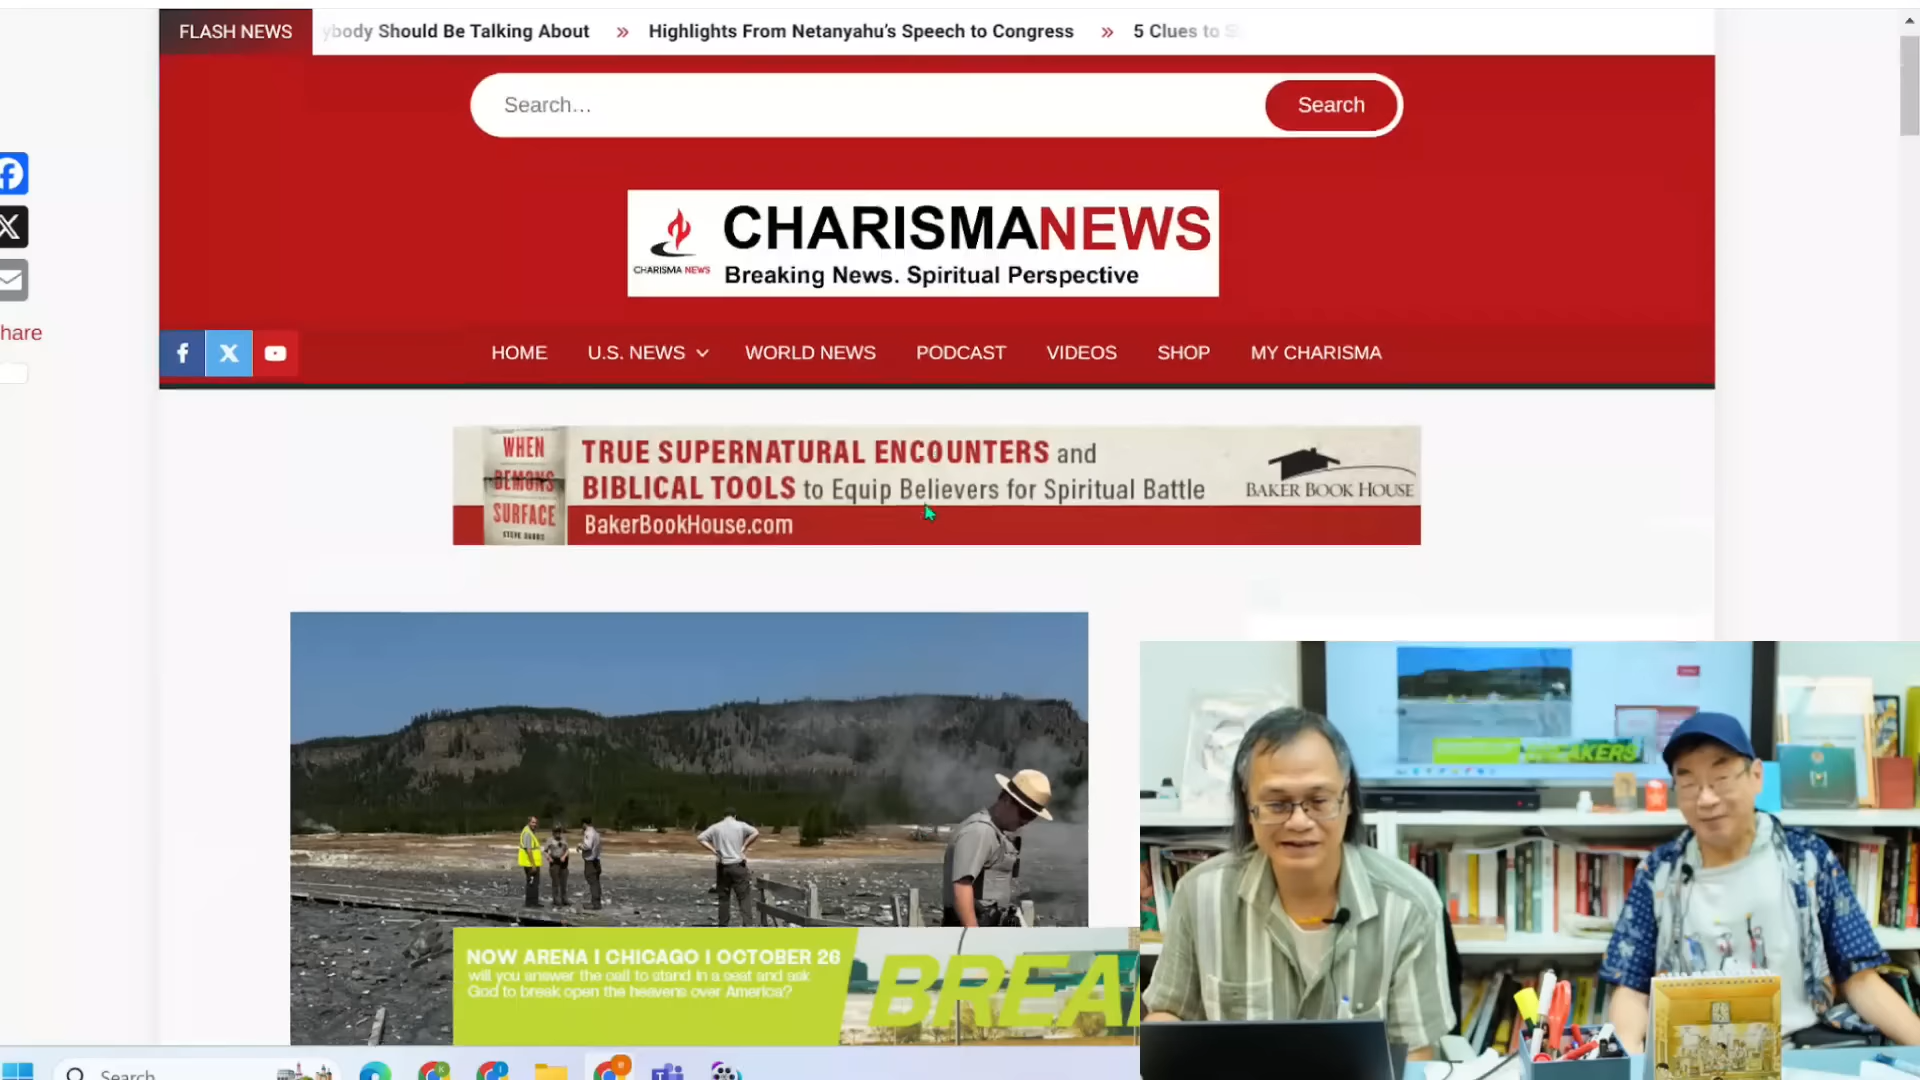 FLASH NEWS
ybody Should Be Talking About » Highlights From Netanyahu's Speech to Congress » 5 Clues to
Search...
Search
CHARISMANEWS
CHARISMA NEWS
Breaking News. Spiritual Perspective
hare
HOME
U.S. NEWS
WORLD NEWS
PODCAST
VIDEOS
SHOP
MY CHARISMA
WHEN
DEMONS
SURFACE
TRUE SUPERNATURAL ENCOUNTERS and
BIBLICAL TOOLS to Equip Believers for Spiritual Battle
BakerBookHouse.com
BAKER BOOK HOUSE
NOW ARENA I CHICAGO I OCTOBER 26
will you answer the call to stand in a seat and ask
God to break open the heavens over America?
BREA
Search